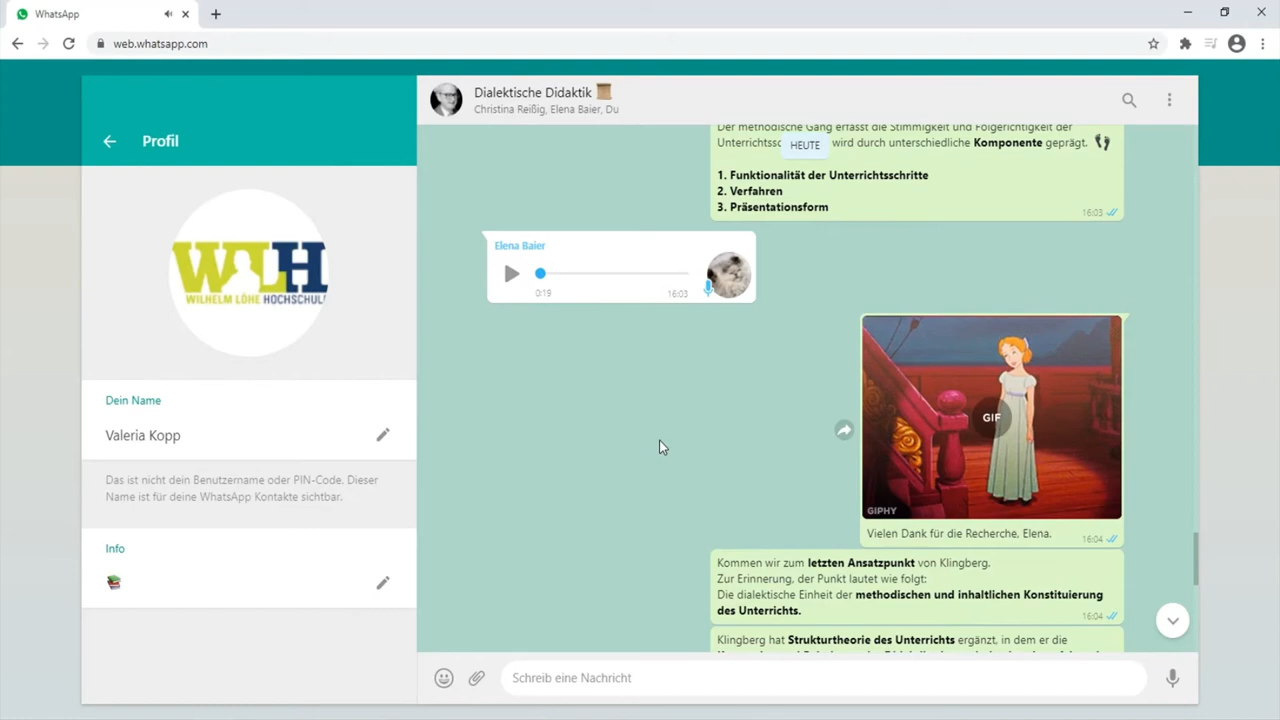 WhatsApp
web.whatsapp.com
Profil
WLH
WILHELM LÖHE HOCHSCHULE
Dein Name
Valeria Kopp
Das ist nicht dein Benutzername oder PIN-Code. Dieser
Name ist für deine WhatsApp Kontakte sichtbar.
Info
Dialektische Didaktik
Christina Reißig, Elena Baier, Du
Der methodische Gang erfasst die Stimmigkeit und Folgerichtigkeit der
HEUTE
wird durch unterschiedliche Komponente geprägt.
1. Funktionalität der Unterrichtsschritte
2. Verfahren
3. Präsentationsform
16:03
Elena Baier
0:19
16:03
GIF
GIPHY
Vielen Dank für die Recherche, Elena.
16:04
Kommen wir zum letzten Ansatzpunkt von Klingberg.
Zur Erinnerung, der Punkt lautet wie folgt:
Die dialektische Einheit der methodischen und inhaltlichen Konstituierung
des Unterrichts.
16:04
Klingberg hat Strukturtheorie des Unterrichts ergänzt, in dem er die
Schreib eine Nachricht